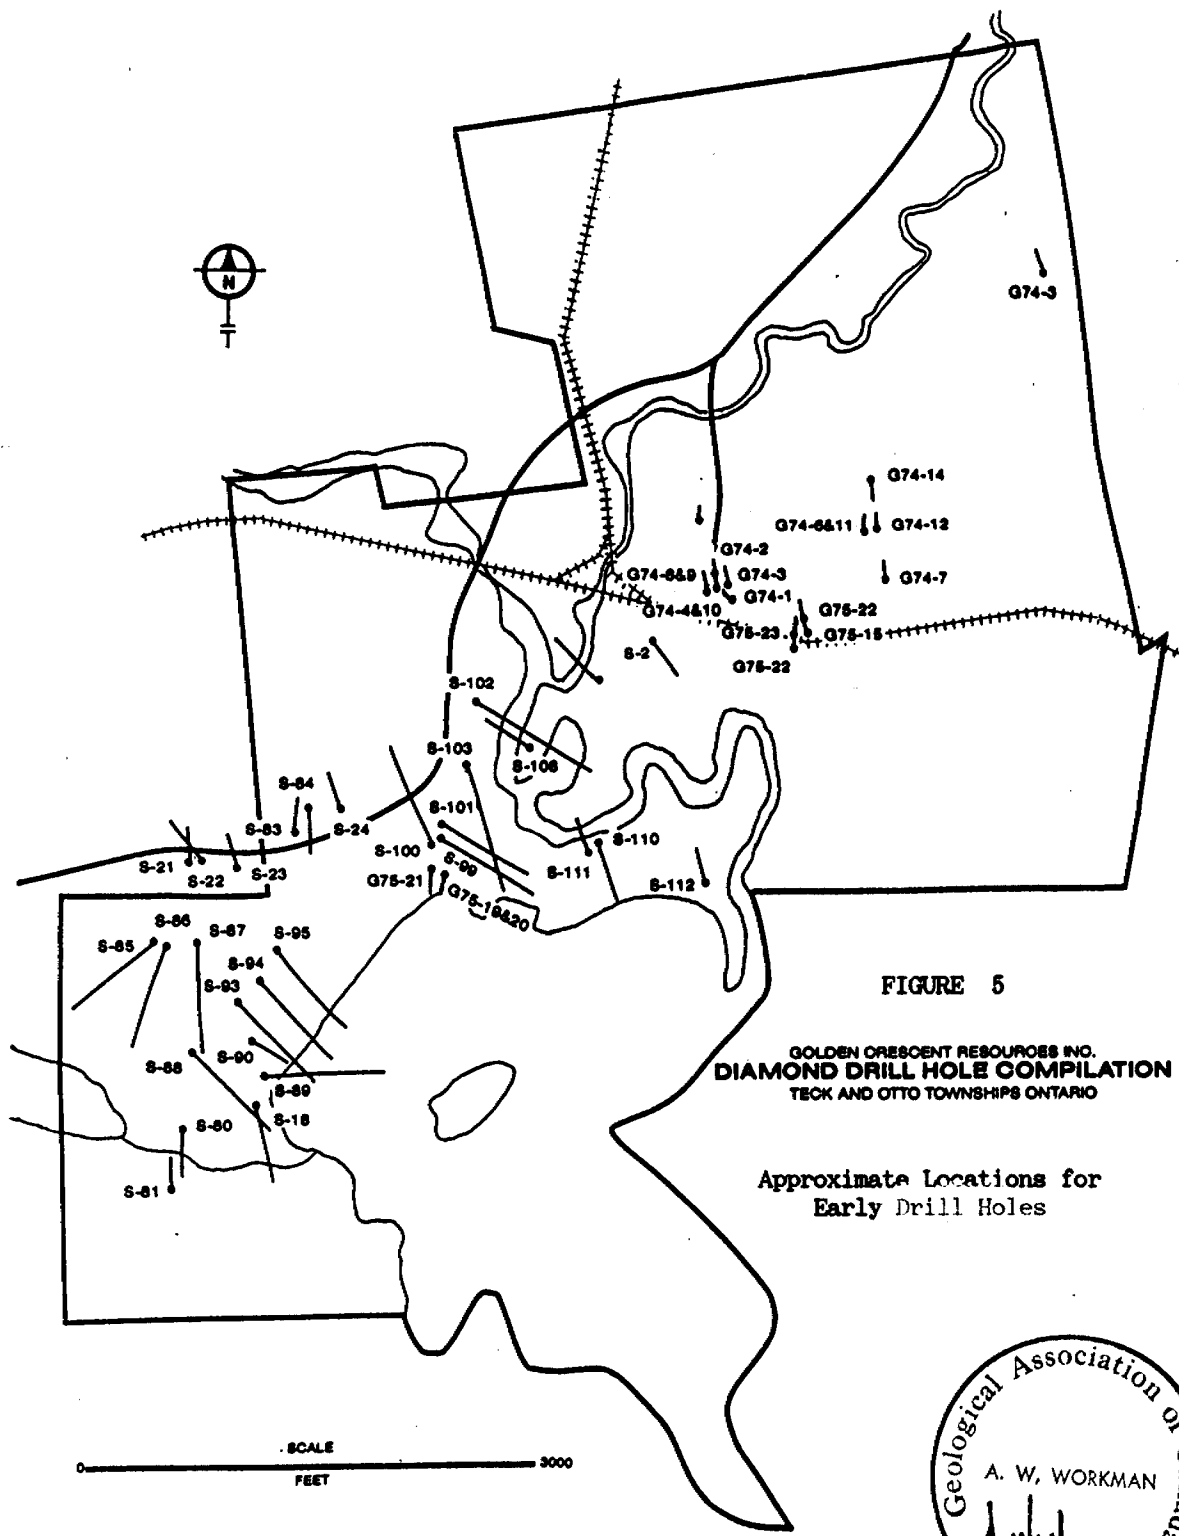 N
G74-3
G74-14
G74-6&11
G74-12
G74-2
G74-6&9
G74-3
G74-7
G74-1
G74-4&10
G75-22
G75-23
G75-15
S-2
G75-22
S-102
S-103
S-106
S-84
S-101
S-83
S-24
S-110
S-100
S-21
S-22
S-23
S-99
S-111
G75-21
S-112
G75-19&20
S-86
S-87
S-95
S-85
S-94
S-93
S-90
S-88
S-89
S-18
S-80
S-81
FIGURE 5
GOLDEN CRESCENT RESOURCES INC.
DIAMOND DRILL HOLE COMPILATION
TECK AND OTTO TOWNSHIPS ONTARIO
Approximate Locations for
Early Drill Holes
SCALE
0 3000
FEET
Geological Association of
A. W. WORKMAN